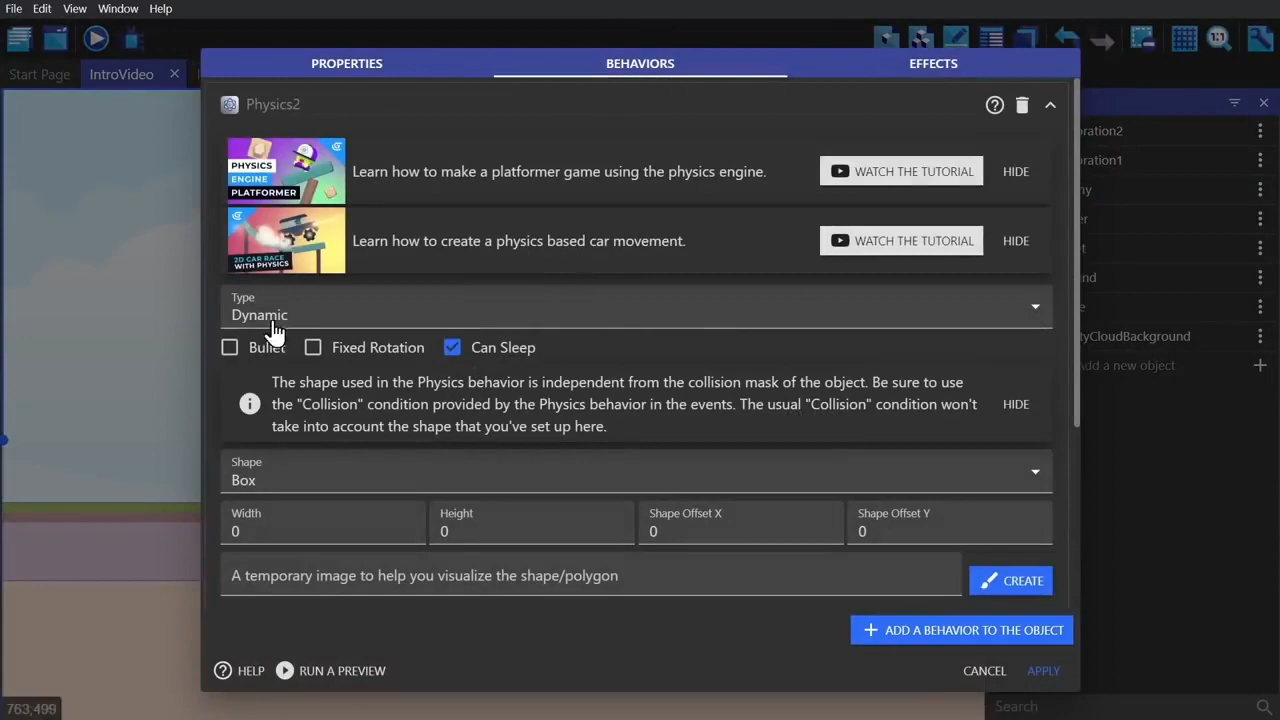 File Edit View Window Help
Start Page IntroVideo
PROPERTIES BEHAVIORS EFFECTS
Physics2
PHYSICS
ENGINE
PLATFORMER
Learn how to make a platformer game using the physics engine.
WATCH THE TUTORIAL
HIDE
2D CAR RACE
WITH PHYSICS
Learn how to create a physics based car movement.
WATCH THE TUTORIAL
HIDE
Type
Dynamic
Bullet Fixed Rotation Can Sleep
The shape used in the Physics behavior is independent from the collision mask of the object. Be sure to use
the "Collision" condition provided by the Physics behavior in the events. The usual "Collision" condition won't
take into account the shape that you've set up here.
HIDE
Shape
Box
Width Height Shape Offset X Shape Offset Y
0 0 0 0
A temporary image to help you visualize the shape/polygon
CREATE
ADD A BEHAVIOR TO THE OBJECT
HELP RUN A PREVIEW
CANCEL APPLY
1:1
oration2
oration1
ny
er
t
nd
e
tyCloudBackground
Add a new object
763;499
Search